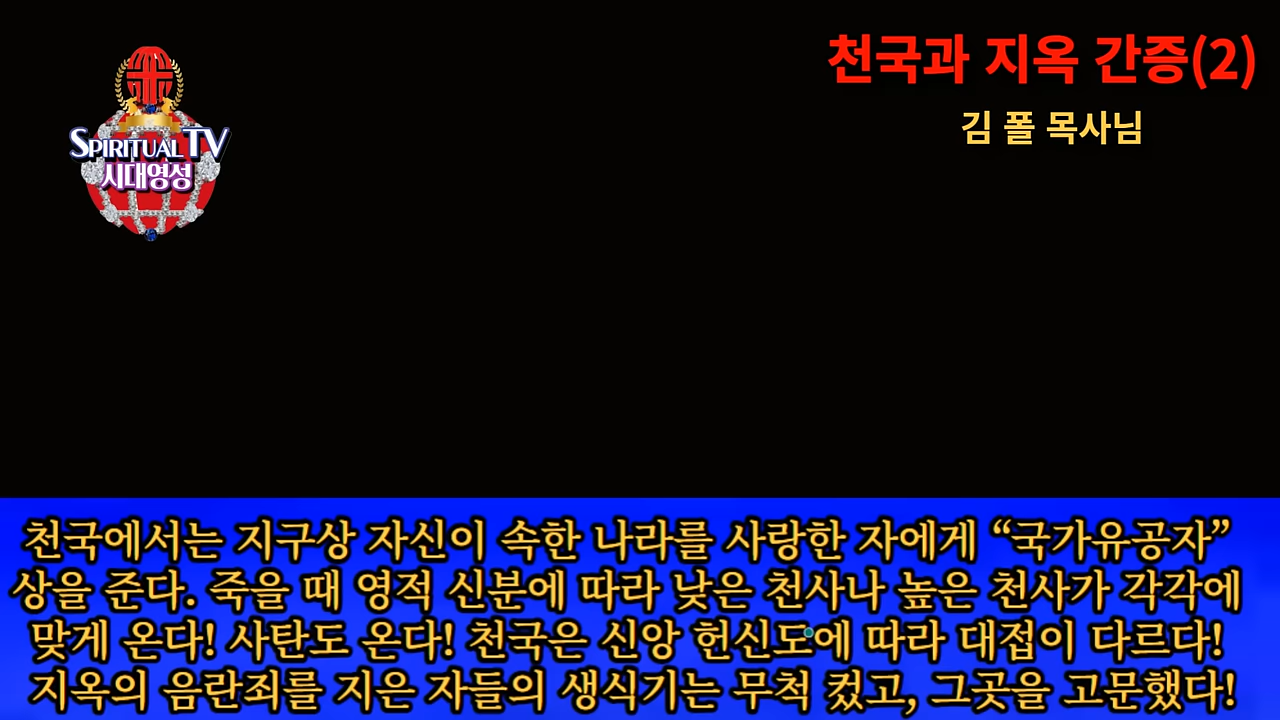 천국과 지옥 간증(2)
김 폴 목사님
SPIRITUAL TV
시대영성
천국에서는 지구상 자신이 속한 나라를 사랑한 자에게 “국가유공자”
상을 준다. 죽을 때 영적 신분에 따라 낮은 천사나 높은 천사가 각각에
맞게 온다! 사탄도 온다! 천국은 신앙 헌신도에 따라 대접이 다르다!
지옥의 음란죄를 지은 자들의 생식기는 무척 컸고, 그곳을 고문했다!